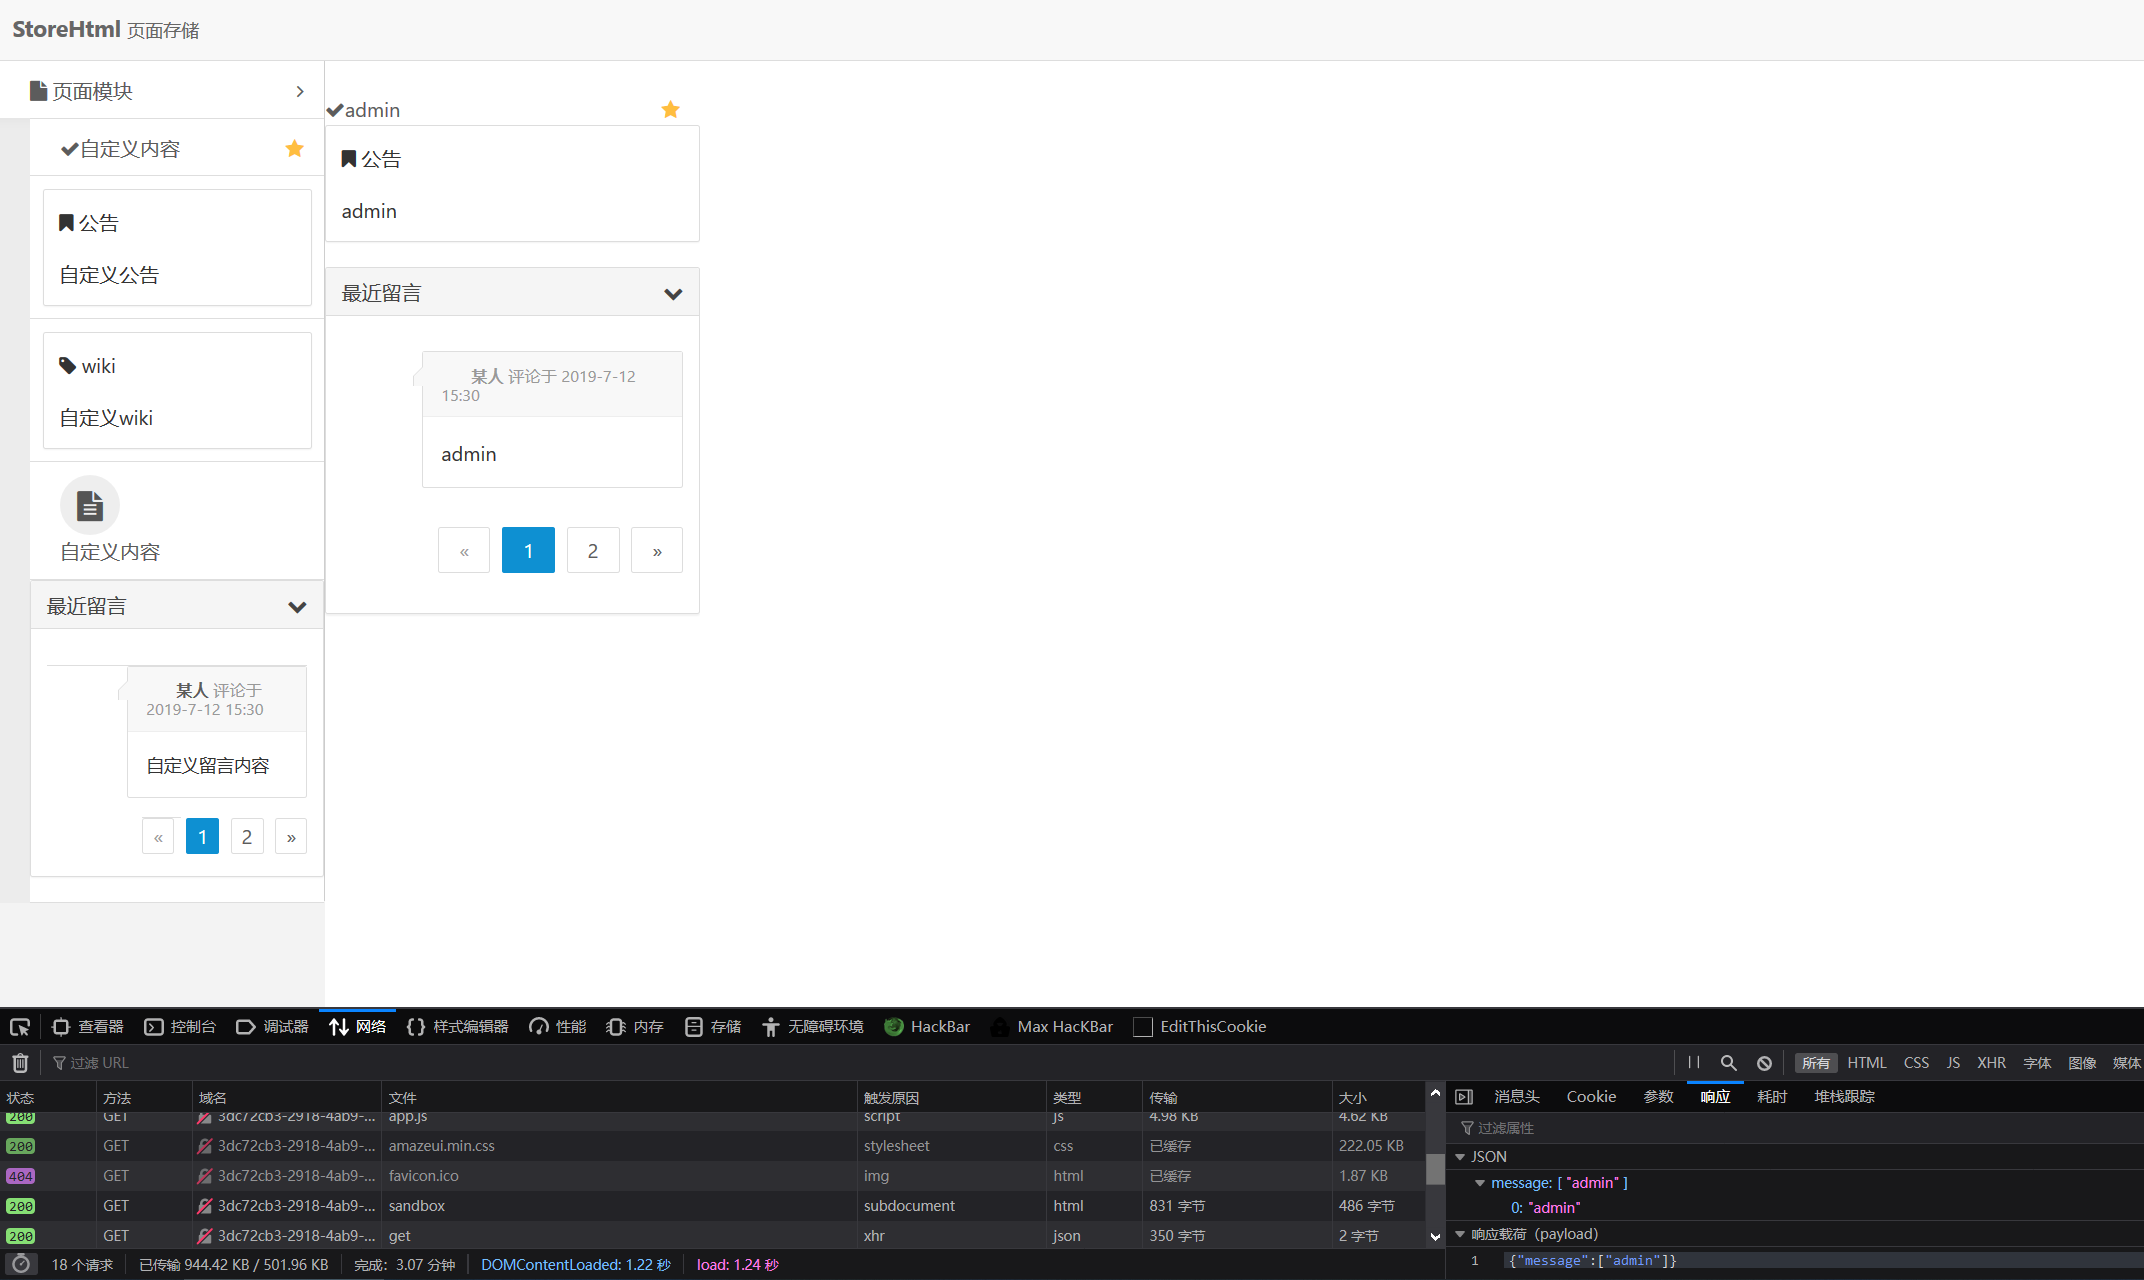 StoreHtml 页面存储
页面模块
自定义内容
公告
自定义公告
wiki
自定义wiki
自定义内容
最近留言
某人 评论于
2019-7-12 15:30
自定义留言内容
« 1 2 »
admin
公告
admin
最近留言
某人 评论于 2019-7-12
15:30
admin
« 1 2 »
查看器 控制台 调试器 网络 样式编辑器 性能 内存 存储 无障碍环境 HackBar Max HacKBar EditThisCookie
过滤 URL
所有 HTML CSS JS XHR 字体 图像 媒体
状态 方法 域名 文件 触发原因 类型 传输 大小
200 GET 3dc72cb3-2918-4ab9-... app.js script js 4.98 KB 4.62 KB
200 GET 3dc72cb3-2918-4ab9-... amazeui.min.css stylesheet css 已缓存 222.05 KB
404 GET 3dc72cb3-2918-4ab9-... favicon.ico img html 已缓存 1.87 KB
200 GET 3dc72cb3-2918-4ab9-... sandbox subdocument html 831 字节 486 字节
200 GET 3dc72cb3-2918-4ab9-... get xhr json 350 字节 2 字节
18 个请求 已传输 944.42 KB / 501.96 KB 完成：3.07 分钟 DOMContentLoaded: 1.22 秒 load: 1.24 秒
消息头 Cookie 参数 响应 耗时 堆栈跟踪
过滤属性
JSON
message: [ "admin" ]
0: "admin"
响应载荷 (payload)
1 {"message":["admin"]}